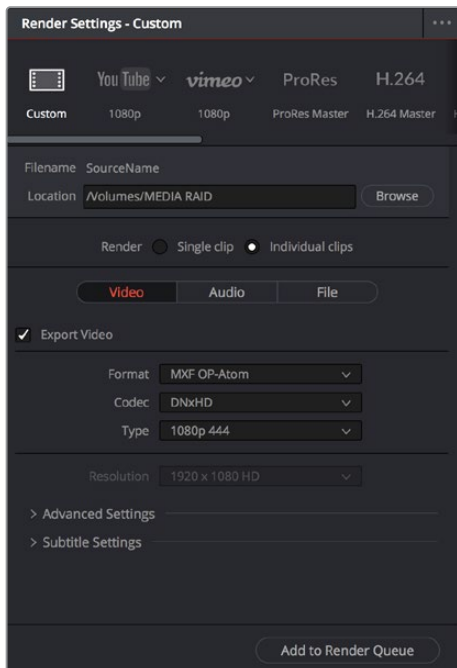 Render Settings - Custom
YouTube vimeo ProRes H.264
Custom 1080p 1080p ProRes Master H.264 Master
Filename SourceName
Location /Volumes/MEDIA RAID Browse
Render Single clip Individual clips
Video Audio File
Export Video
Format MXF OP-Atom
Codec DNxHD
Type 1080p 444
Resolution 1920 x 1080 HD
> Advanced Settings
> Subtitle Settings
Add to Render Queue